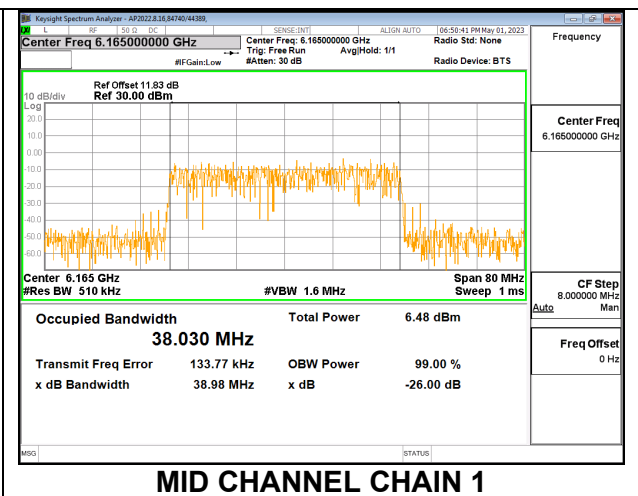 Keysight Spectrum Analyzer - AP2022.8.16,84740/44389,
L RF 50 Ω DC SENSE:INT ALIGN AUTO 06:50:41 PM May 01, 2023
Center Freq 6.165000000 GHz
Center Freq: 6.165000000 GHz
Radio Std: None
Trig: Free Run Avg|Hold: 1/1
#IFGain:Low
#Atten: 30 dB
Radio Device: BTS
Frequency
Ref Offset 11.83 dB
10 dB/div Ref 30.00 dBm
Log
20.0
10.0
0.00
-10.0
-20.0
-30.0
-40.0
-50.0
-60.0
Center 6.165 GHz Span 80 MHz
#Res BW 510 kHz #VBW 1.6 MHz Sweep 1 ms
Center Freq
6.165000000 GHz
CF Step
8.000000 MHz
Auto Man
Freq Offset
0 Hz
Occupied Bandwidth Total Power 6.48 dBm
38.030 MHz
Transmit Freq Error 133.77 kHz OBW Power 99.00 %
x dB Bandwidth 38.98 MHz x dB -26.00 dB
MSG STATUS
MID CHANNEL CHAIN 1